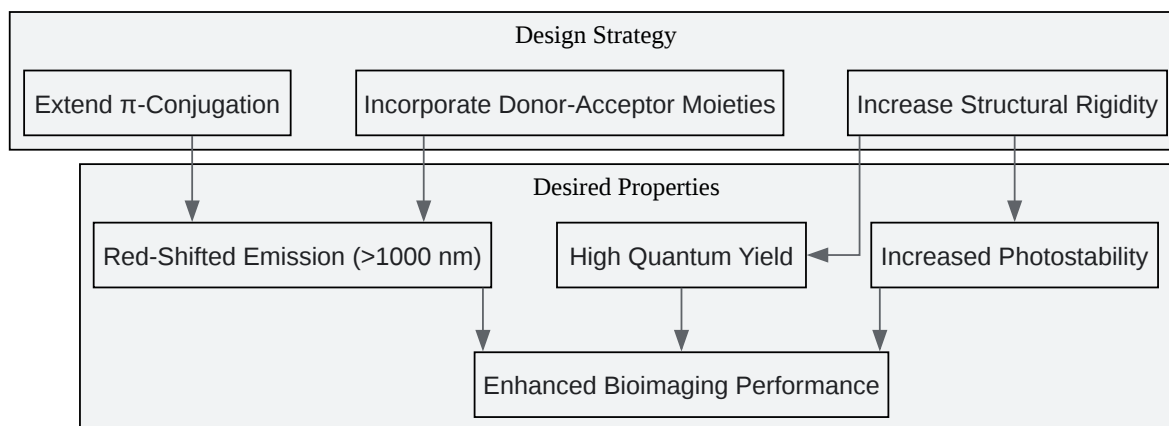 Design Strategy
Extend π-Conjugation
Incorporate Donor-Acceptor Moieties
Increase Structural Rigidity
Desired Properties
Red-Shifted Emission (>1000 nm)
High Quantum Yield
Increased Photostability
Enhanced Bioimaging Performance